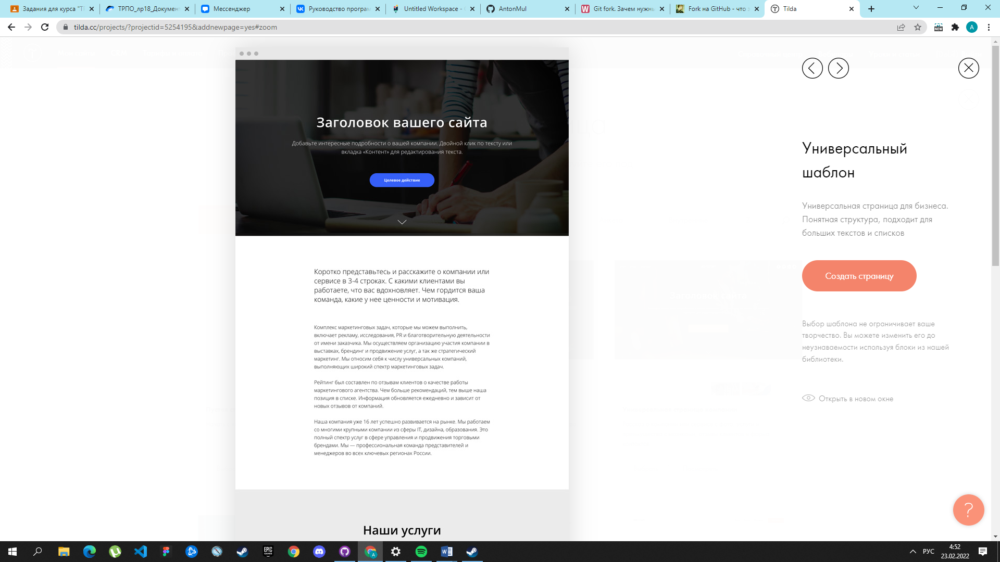 Задания для курса "ТР
ТРПО_лр18_Документ
Мессенджер
Руководство програм
Untitled Workspace - 
AntonMul
Git fork. Зачем нужны
Fork на GitHub - что э
Tilda
tilda.cc/projects/?projectid=5254195&addnewpage=yes#zoom
NEW
A
Заголовок вашего сайта
Добавьте интересные подробности о вашей компании. Двойной клик по тексту или
вкладка «Контент» для редактирования текста.
Целевое действие
Коротко представьтесь и расскажите о компании или
сервисе в 3-4 строках. С какими клиентами вы
работаете, что вас вдохновляет. Чем гордится ваша
команда, какие у нее ценности и мотивация.
Комплекс маркетинговых задач, которые мы можем выполнить,
включает рекламу, исследования, PR и благотворительную деятельности
от имени заказчика. Мы осуществляем организацию участия компании в
выставках, брендинг и продвижение услуг, а так же стратегический
маркетинг. Мы относим себя к числу универсальных компаний,
выполняющих широкий спектр маркетинговых задач.
Рейтинг был составлен по отзывам клиентов о качестве работы
маркетингового агентства. Чем больше рекомендаций, тем выше наша
позиция в списке. Информация обновляется ежедневно и зависит от
новых отзывов от компаний.
Наша компания уже 16 лет успешно развивается на рынке. Мы работаем
со многими крупными компании из сферы IT, дизайна, образования. Это
полный спектр услуг в сфере управления и продвижения торговыми
брендами. Мы — профессиональная команда представителей и
менеджеров во всех ключевых регионах России.
Наши услуги
Универсальный
шаблон
Универсальная страница для бизнеса.
Понятная структура, подходит для
больших текстов и списков
Создать страницу
Выбор шаблона не ограничивает ваше
творчество. Вы можете изменить его до
неузнаваемости используя блоки из нашей
библиотеки.
Открыть в новом окне
?
EPIC
GAMES
A
РУС
4:52
23.02.2022